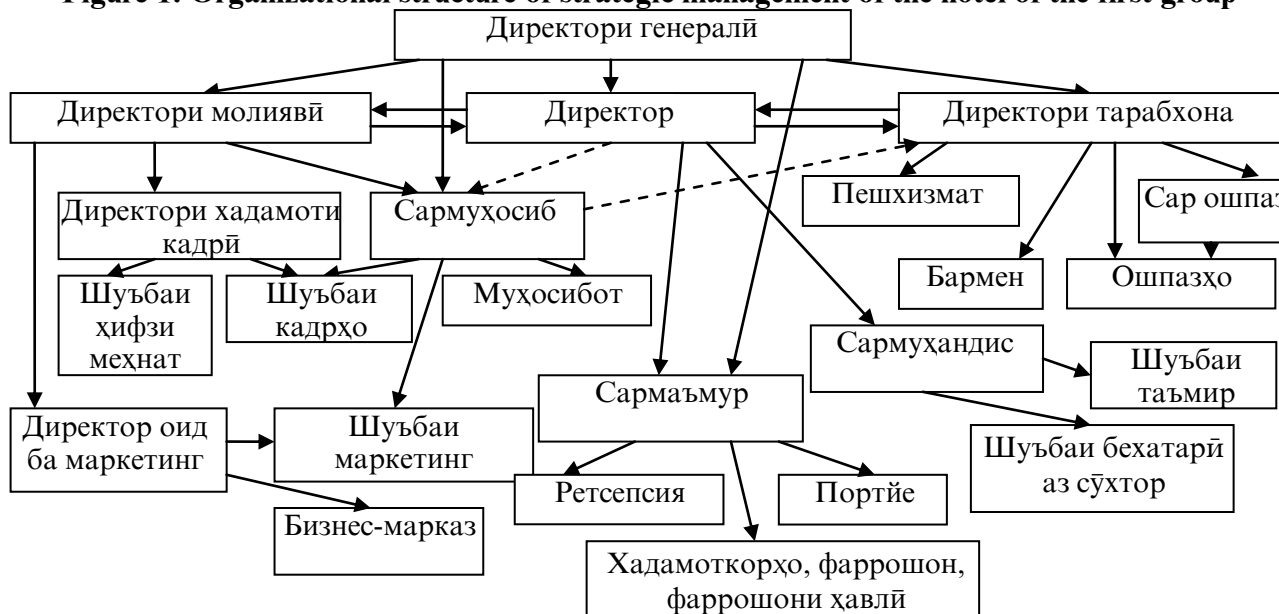 Figure 1. Organizational structure of strategic management of the hotel of the first group
Директори генералӣ
Директори молиявӣ
Директор
Директори тарабхона
Пешхизмат
Сар ошпаз
Директори хадамоти
кадрӣ
Сармуҳосиб
Бармен
Ошпазҳо
Шуъбаи
ҳифзи
меҳнат
Шуъбаи
кадрҳо
Муҳосибот
Сармуҳандис
Шуъбаи
таъмир
Сармаъмур
Директор оид
ба маркетинг
Шуъбаи
маркетинг
Шуъбаи бехатарӣ
аз сӯхтор
Ретсепсия
Портйе
Бизнес-марказ
Хадамоткорҳо, фаррошон,
фаррошони ҳавлӣ